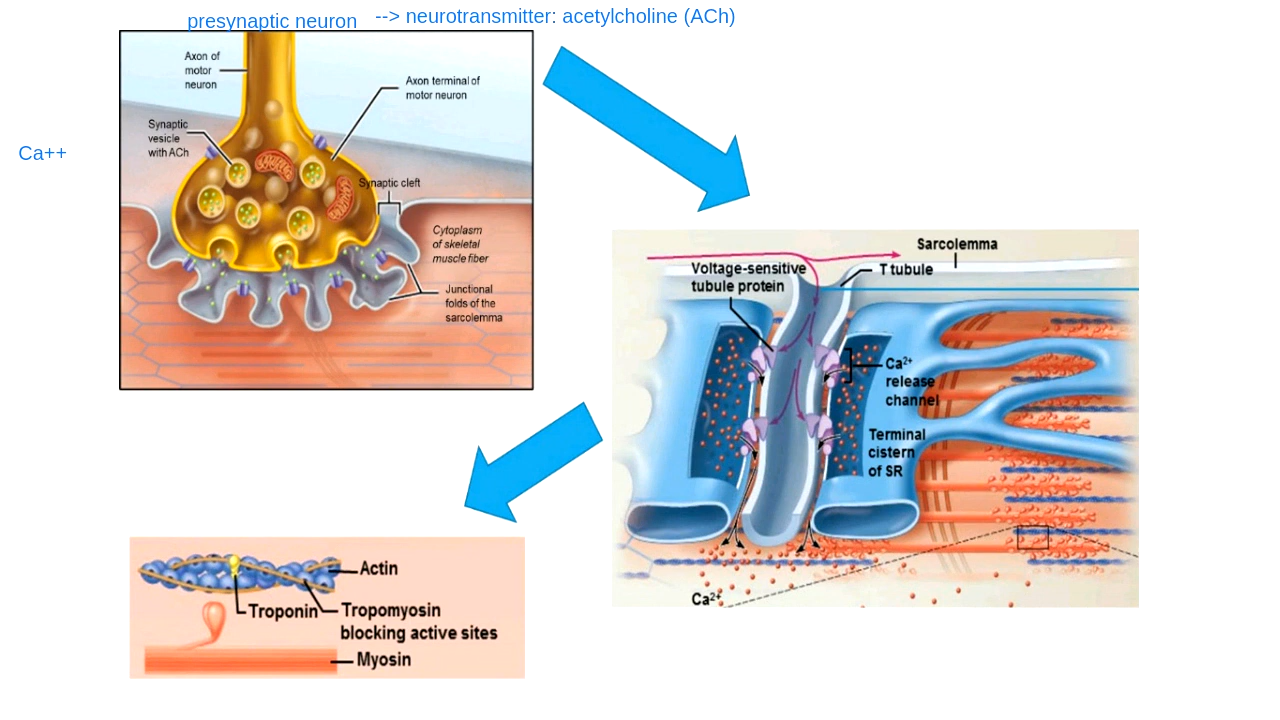 presynaptic neuron
--> neurotransmitter: acetylcholine (ACh)
Ca++
Axon of
motor
neuron
Axon terminal of
motor neuron
Synaptic
vesicle
with ACh
Synaptic cleft
Cytoplasm
of skeletal
muscle fiber
Junctional
folds of the
sarcolemma
Sarcolemma
Voltage-sensitive
tubule protein
T tubule
Ca2+
release
channel
Terminal
cistern
of SR
Ca2+
Actin
Troponin
Tropomyosin
blocking active sites
Myosin